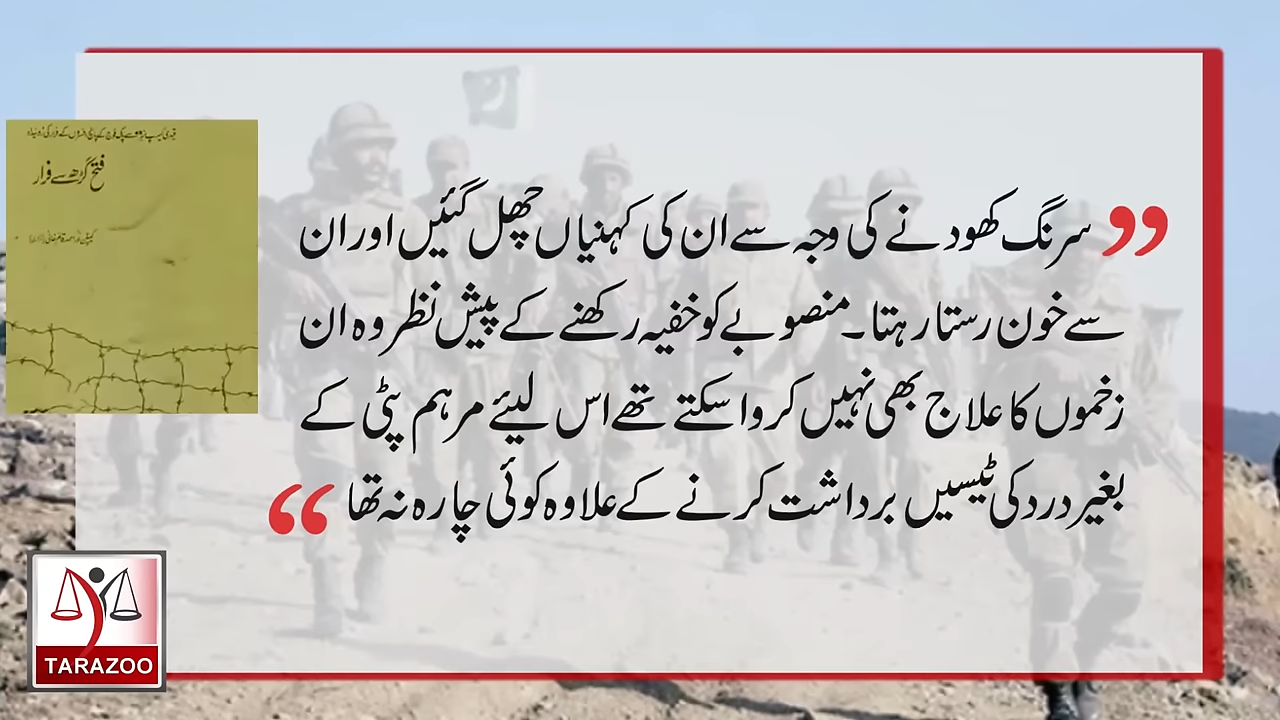 فتح گڑھ سے فرار
سرنگ کھودنے کی وجہ سے ان کی کہنیاں چھل گئیں اور ان
سے خون رستا رہتا۔ منصوبے کو خفیہ رکھنے کے پیش نظر وہ ان
زخموں کا علاج بھی نہیں کروا سکتے تھے اس لیئے مرہم پٹی کے
بغیر درد کی ٹیسیں برداشت کرنے کے علاوہ کوئی چارہ نہ تھا
TARAZOO